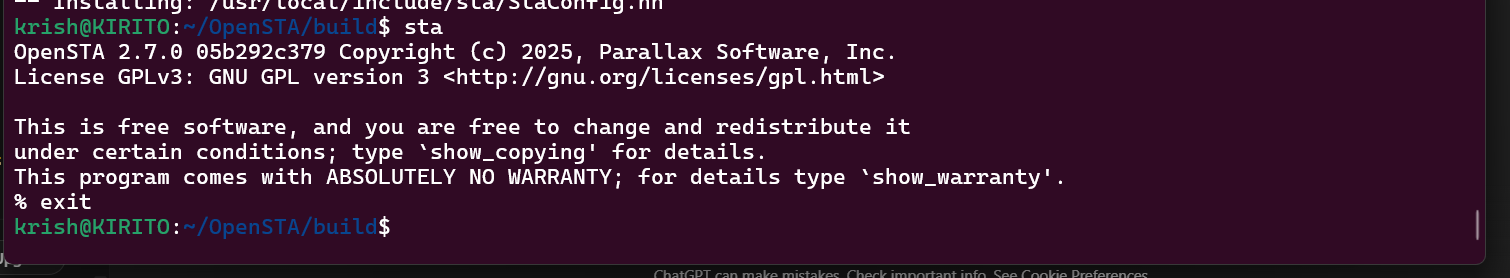 -- Installing: /usr/local/include/sta/StaConfig.hh
krish@KIRITO:~/OpenSTA/build$ sta
OpenSTA 2.7.0 05b292c379 Copyright (c) 2025, Parallax Software, Inc.
License GPLv3: GNU GPL version 3 <http://gnu.org/licenses/gpl.html>
This is free software, and you are free to change and redistribute it
under certain conditions; type `show_copying' for details.
This program comes with ABSOLUTELY NO WARRANTY; for details type `show_warranty'.
% exit
krish@KIRITO:~/OpenSTA/build$
ChatGPT can make mistakes. Check important info. See Cookie Preferences.